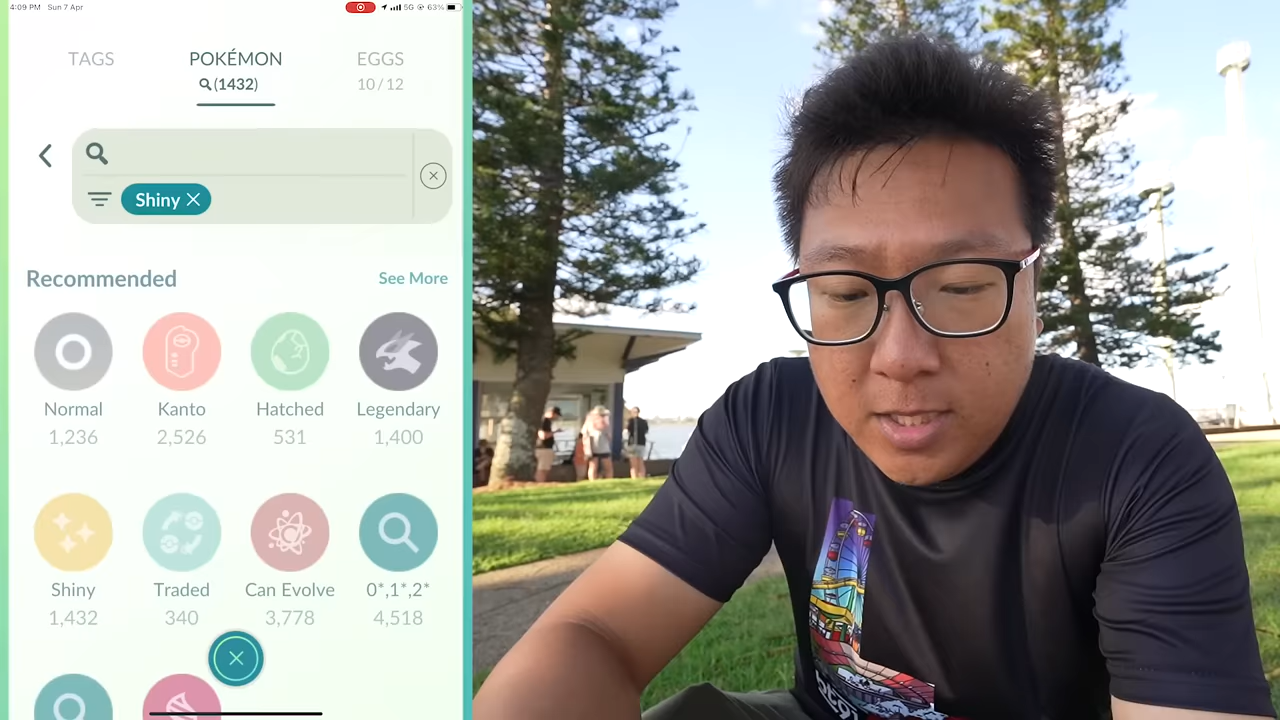 4:09 PM Sun 7 Apr
5G 63%
TAGS POKÉMON EGGS
(1432) 10 / 12
Shiny
Recommended See More
Normal Kanto Hatched Legendary
1,236 2,526 531 1,400
Shiny Traded Can Evolve 0*,1*,2*
1,432 340 3,778 4,518